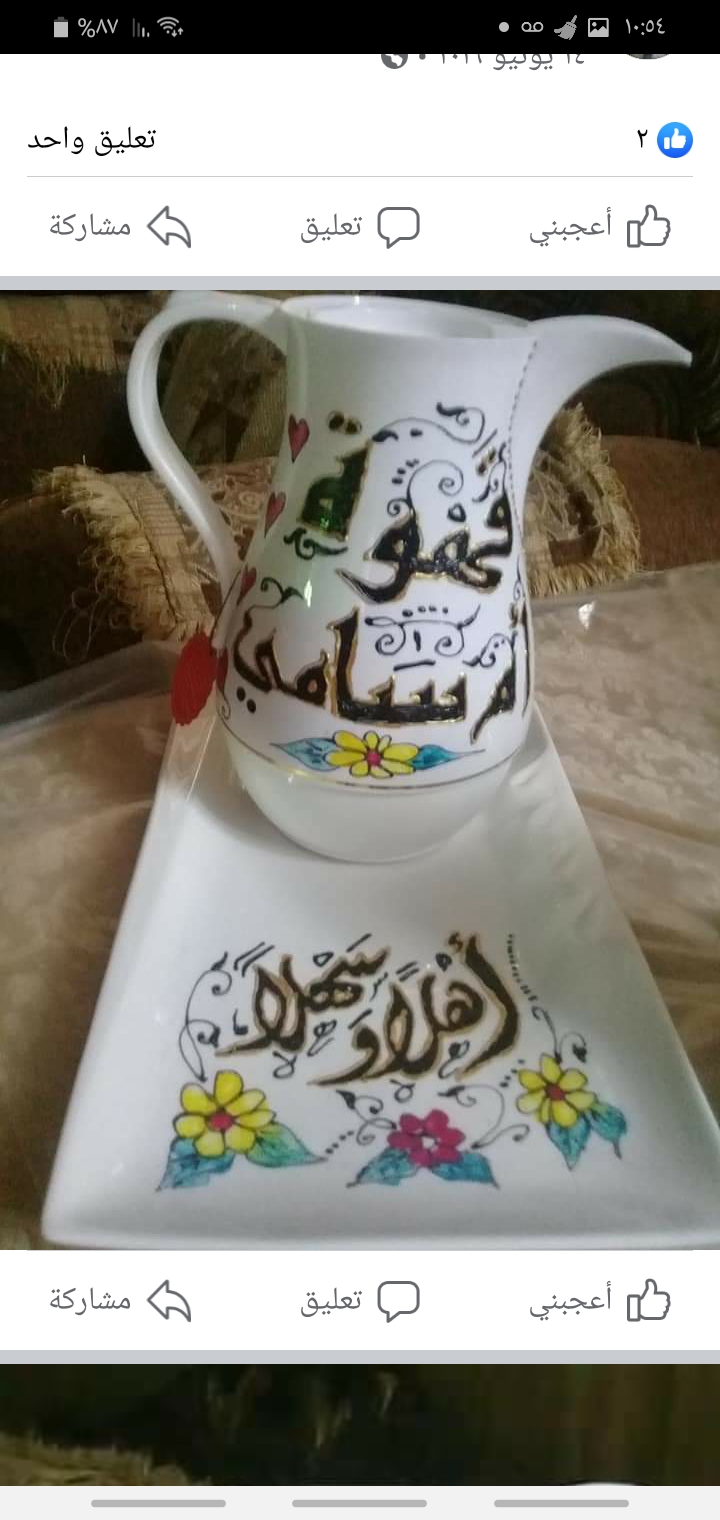 ١٠:٥٤
%٨٧
٢
تعليق واحد
أعجبني
تعليق
مشاركة
قهوة
أم سامي
أهلاً وسهلاً
أعجبني
تعليق
مشاركة